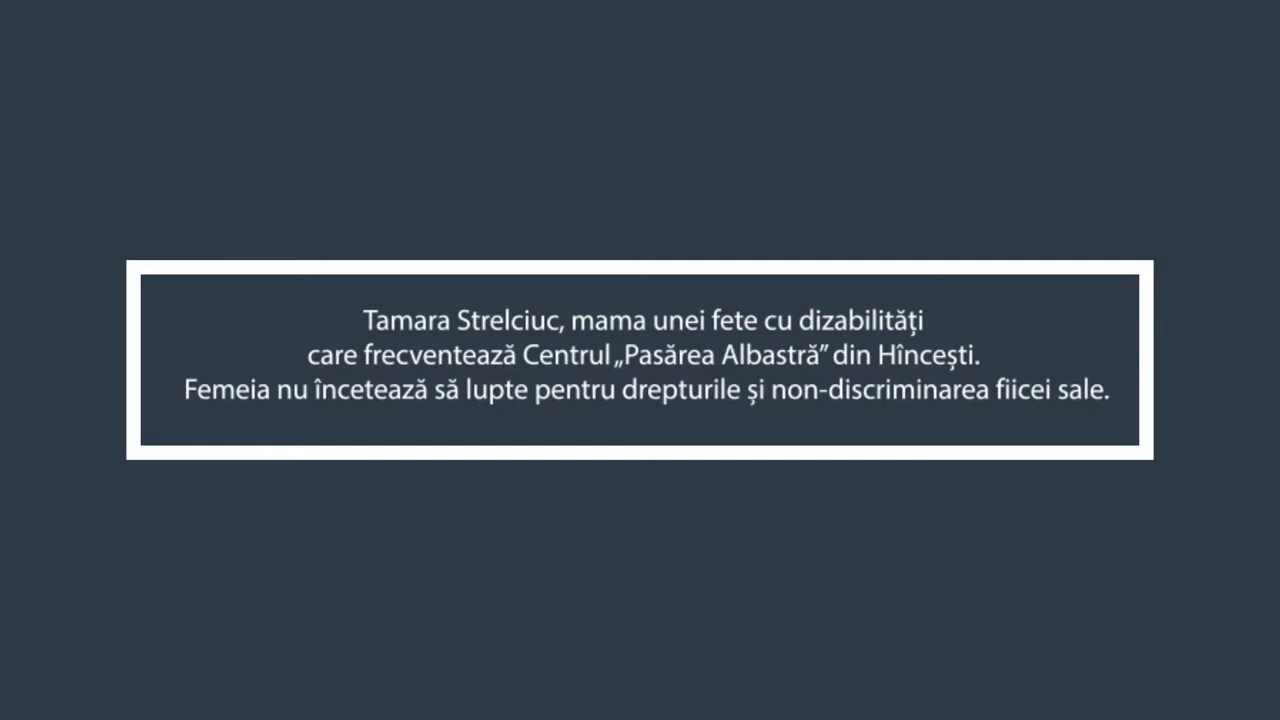 Tamara Strelciuc, mama unei fete cu dizabilități
care frecventează Centrul „Pasărea Albastră” din Hîncești.
Femeia nu încetează să lupte pentru drepturile și non-discriminarea fiicei sale.